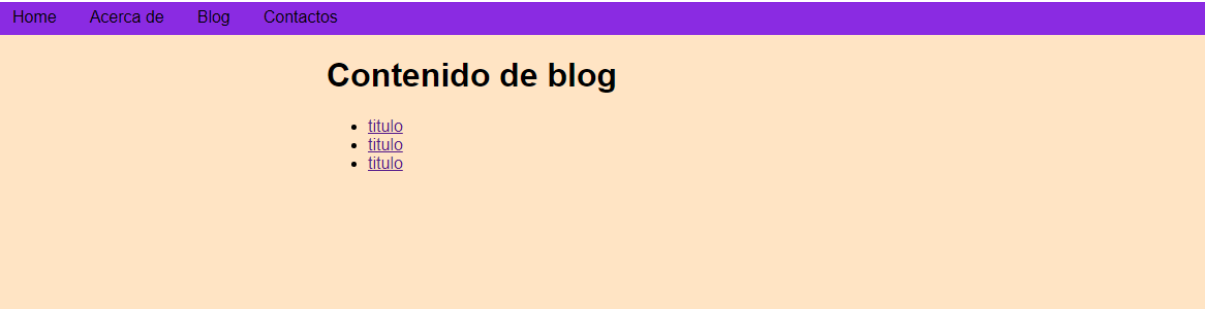 Home Acerca de Blog Contactos
Contenido de blog
titulo
titulo
titulo